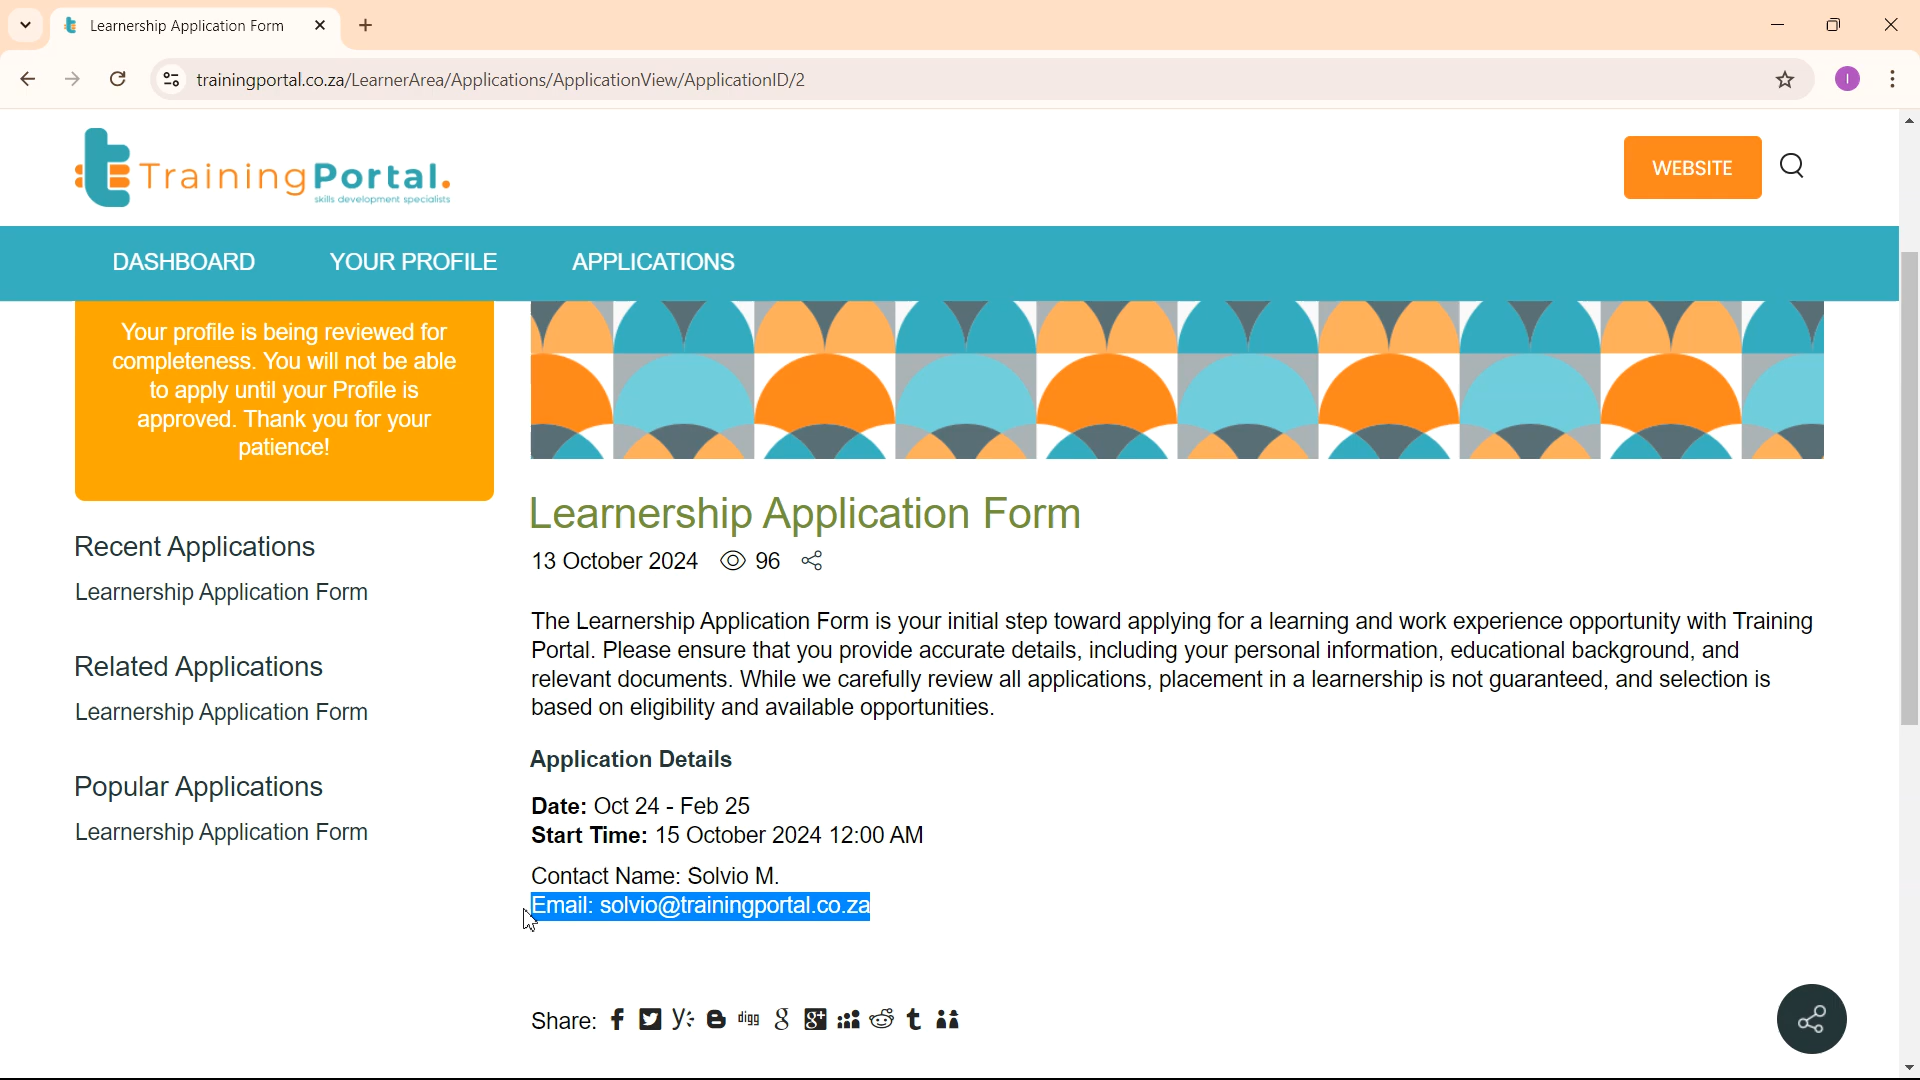 Learnership Application Form
trainingportal.co.za/LearnerArea/Applications/ApplicationView/ApplicationID/2
I
TrainingPortal.
skills development specialists
WEBSITE
DASHBOARD YOUR PROFILE APPLICATIONS
Your profile is being reviewed for
completeness. You will not be able
to apply until your Profile is
approved. Thank you for your
patience!
Recent Applications
Learnership Application Form
Related Applications
Learnership Application Form
Popular Applications
Learnership Application Form
Learnership Application Form
13 October 2024 96
The Learnership Application Form is your initial step toward applying for a learning and work experience opportunity with Training
Portal. Please ensure that you provide accurate details, including your personal information, educational background, and
relevant documents. While we carefully review all applications, placement in a learnership is not guaranteed, and selection is
based on eligibility and available opportunities.
Application Details
Date: Oct 24 - Feb 25
Start Time: 15 October 2024 12:00 AM
Contact Name: Solvio M.
Email: solvio@trainingportal.co.za
Share:
digg